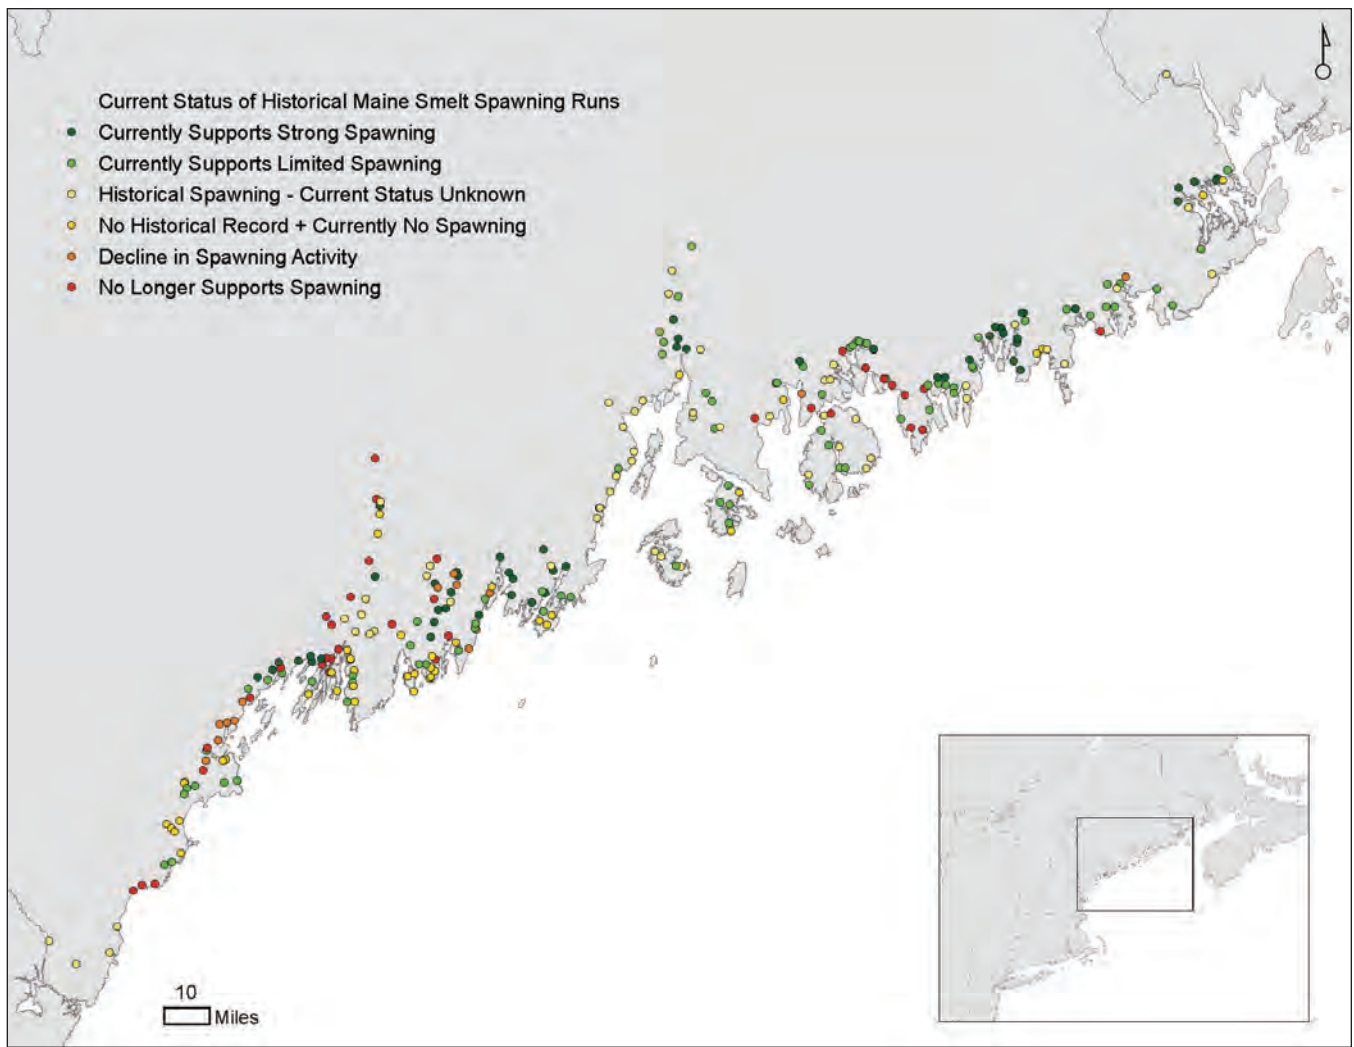 Current Status of Historical Maine Smelt Spawning Runs
Currently Supports Strong Spawning
Currently Supports Limited Spawning
Historical Spawning - Current Status Unknown
No Historical Record + Currently No Spawning
Decline in Spawning Activity
No Longer Supports Spawning
10
Miles